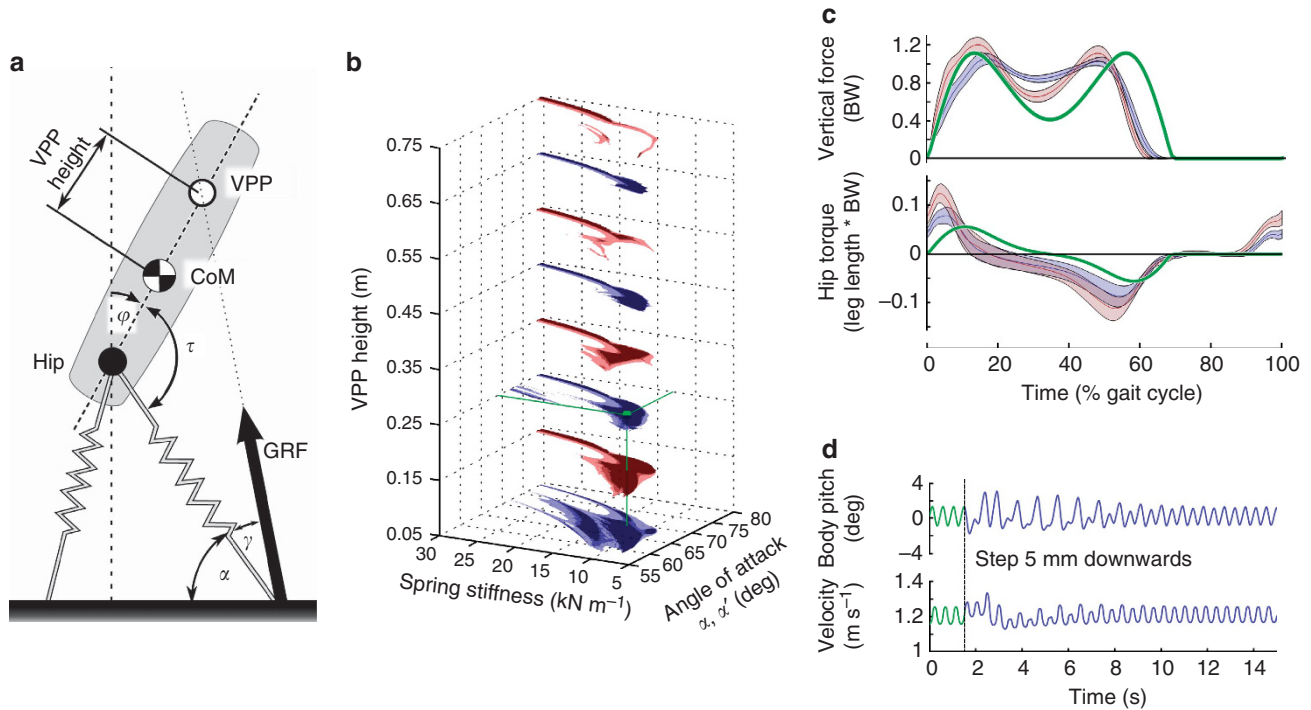 a
VPP
height
VPP
CoM
φ
τ
Hip
GRF
γ
α
b
VPP height (m)
0.75
0.65
0.55
0.45
0.35
0.25
0.15
0.05
30
25
20
15
10
5
Spring stiffness (kN m⁻¹)
55
60
65
70
75
80
Angle of attack
α, α′ (deg)
c
Vertical force
(BW)
1.2
0.8
0.4
0
Hip torque
(leg length * BW)
0.1
0
−0.1
0 20 40 60 80 100
Time (% gait cycle)
d
Body pitch
(deg)
4
0
−4
Step 5 mm downwards
Velocity
(m s⁻¹)
1.4
1.2
1
0 2 4 6 8 10 12 14
Time (s)